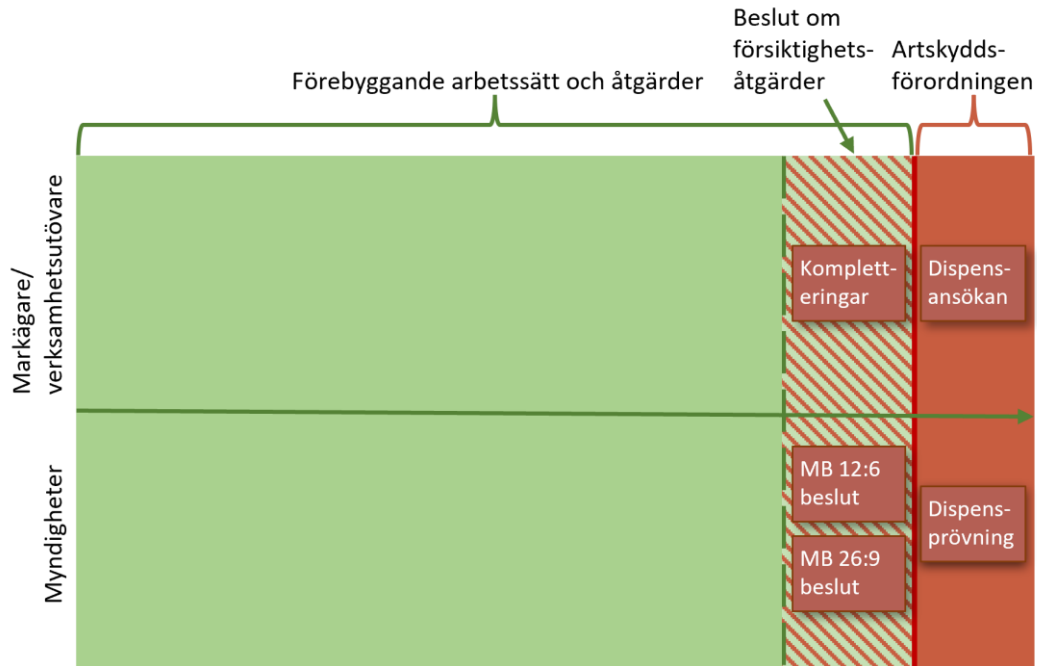 Förebyggande arbetssätt och åtgärder
Beslut om
försiktighets-
åtgärder
Artskydds-
förordningen
Markägare/
verksamhetsutövare
Komplett-
eringar
Dispens-
ansökan
Myndigheter
MB 12:6
beslut
MB 26:9
beslut
Dispens-
prövning